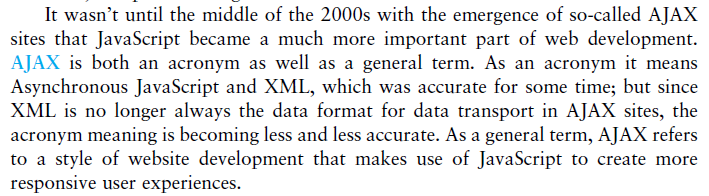 It wasn't until the middle of the 2000s with the emergence of so-called AJAX
sites that JavaScript became a much more important part of web development.
AJAX is both an acronym as well as a general term. As an acronym it means
Asynchronous JavaScript and XML, which was accurate for some time; but since
XML is no longer always the data format for data transport in AJAX sites, the
acronym meaning is becoming less and less accurate. As a general term, AJAX refers
to a style of website development that makes use of JavaScript to create more
responsive user experiences.